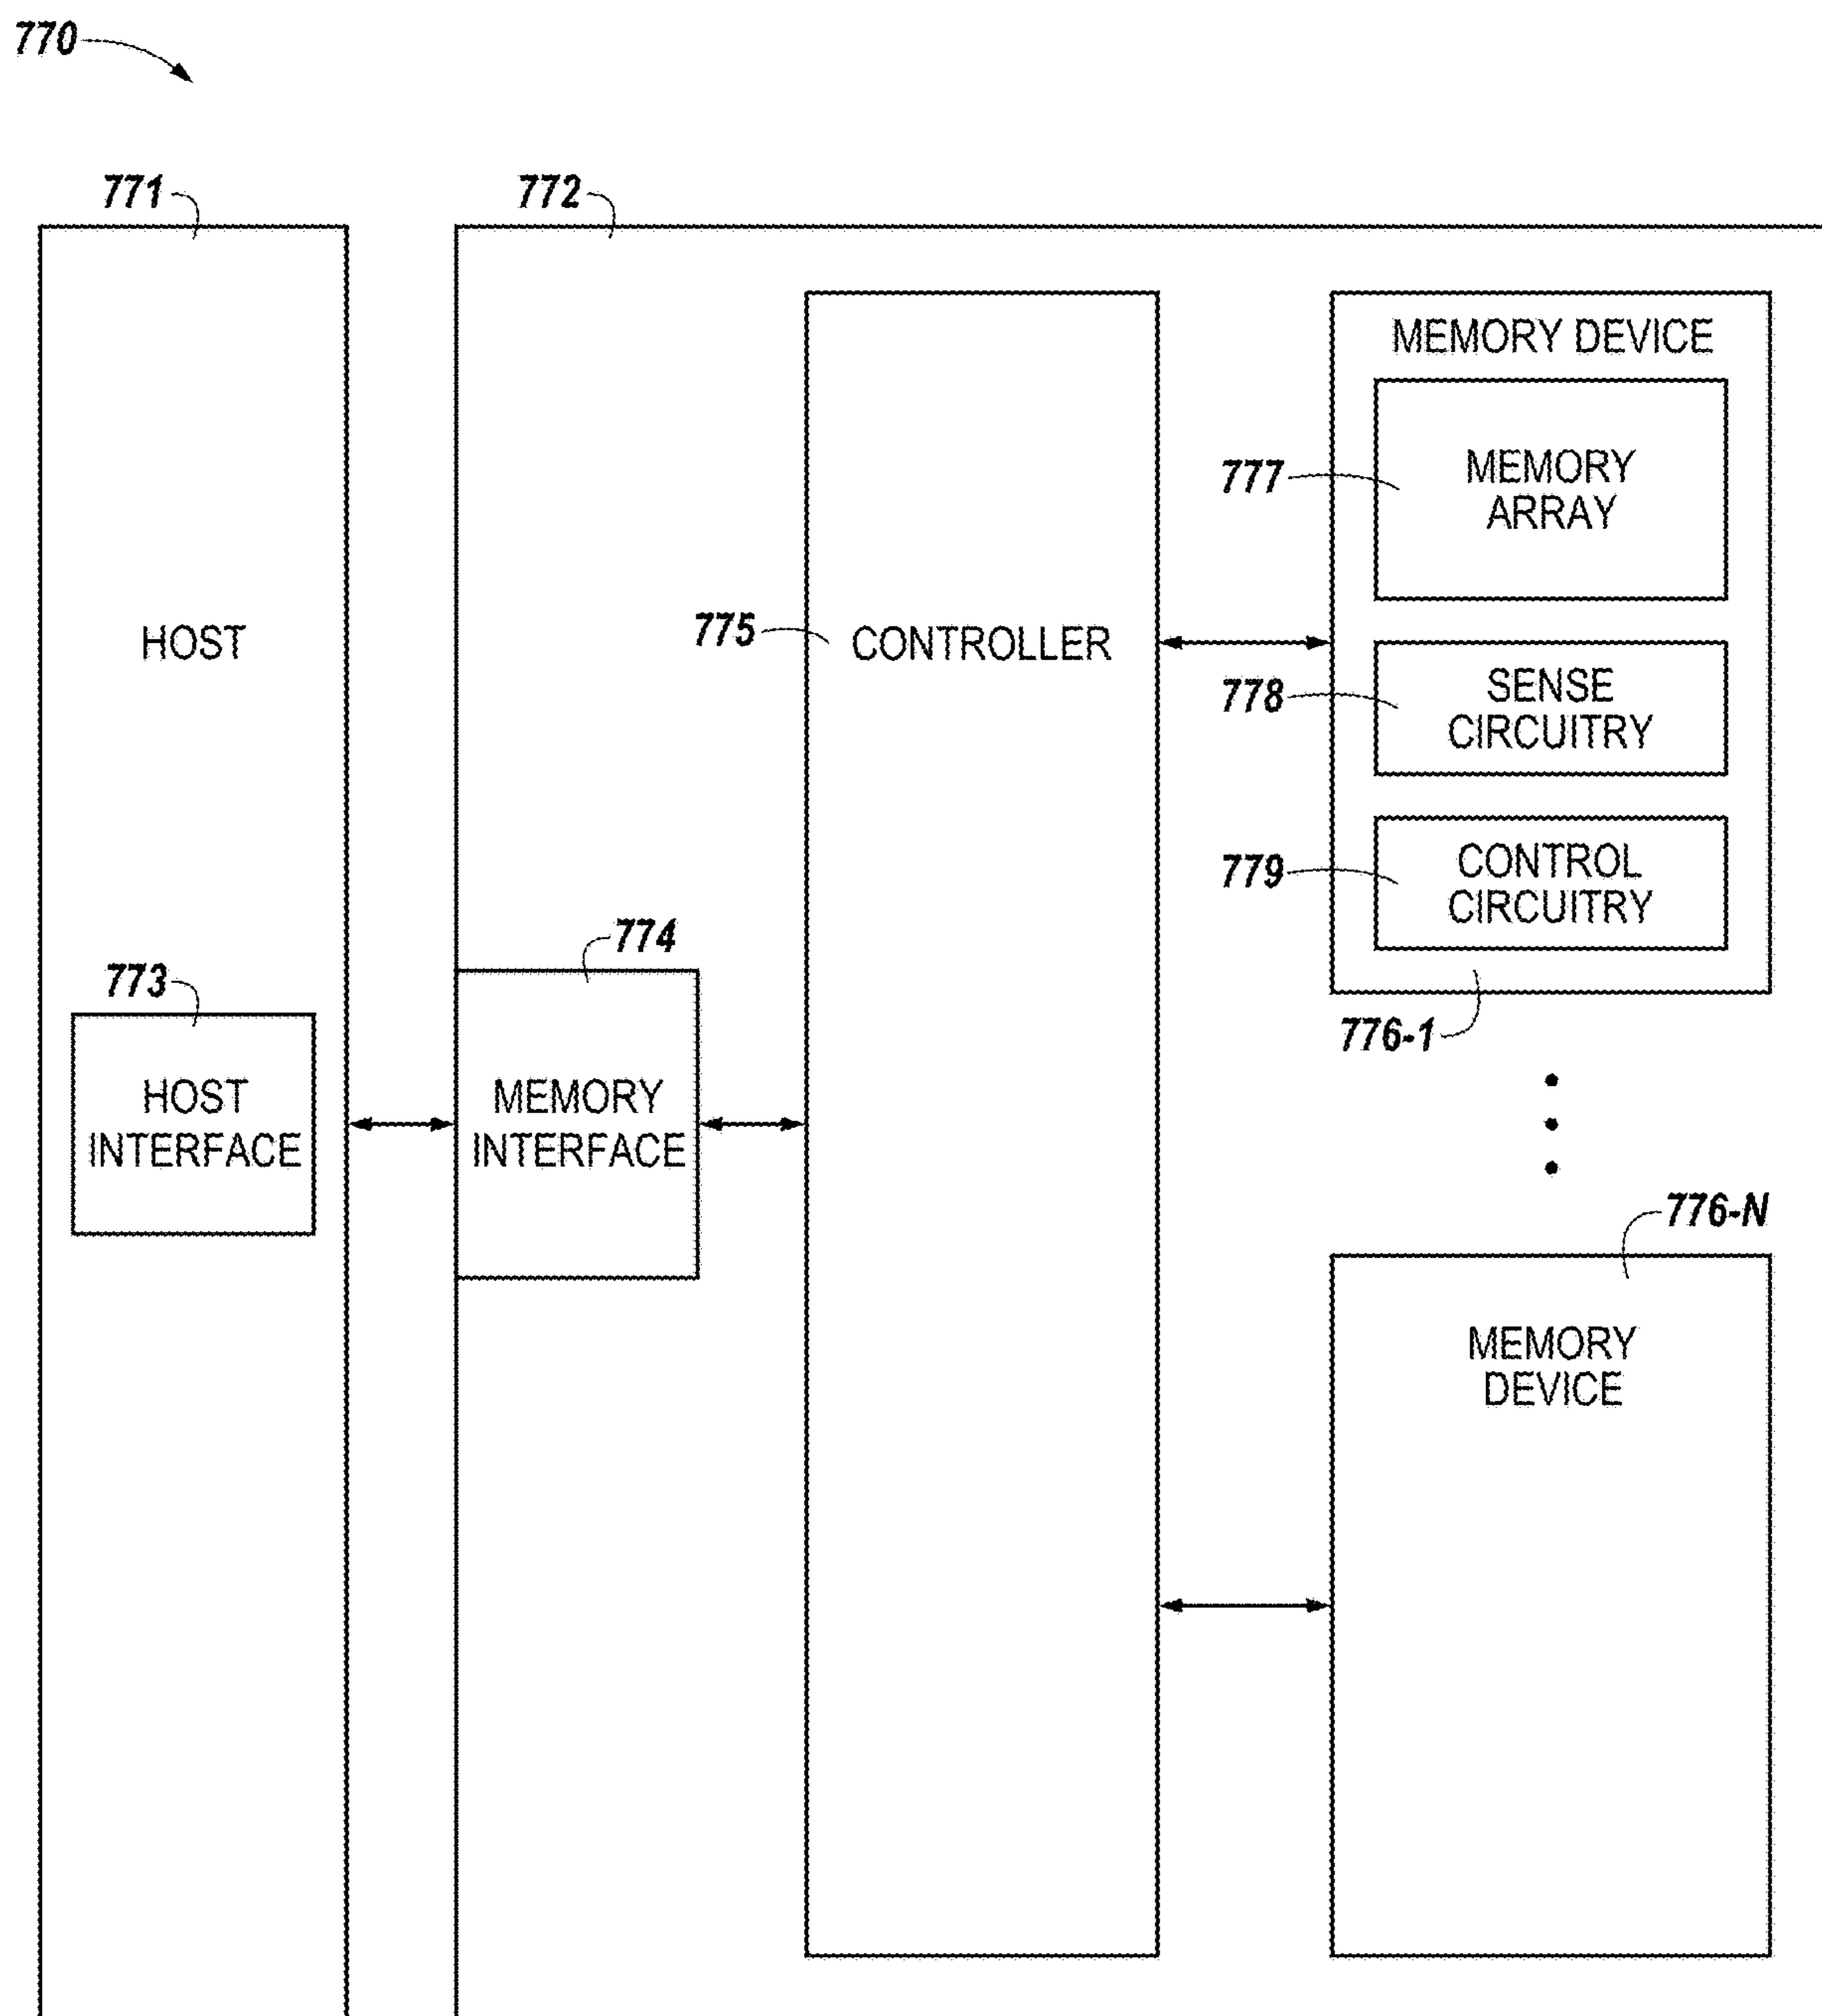 770
771
772
MEMORY DEVICE
777
MEMORY
ARRAY
HOST
775
CONTROLLER
778
SENSE
CIRCUITRY
779
CONTROL
CIRCUITRY
774
773
776-1
HOST
INTERFACE
MEMORY
INTERFACE
776-N
MEMORY
DEVICE